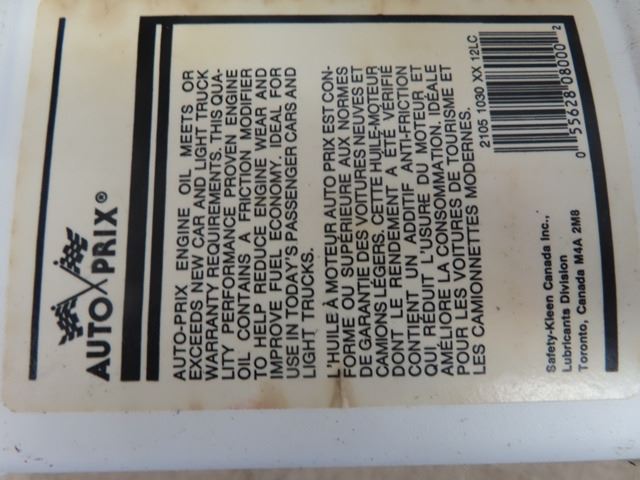 AUTO PRIX®
AUTO-PRIX ENGINE OIL MEETS OR
EXCEEDS NEW CAR AND LIGHT TRUCK
WARRANTY REQUIREMENTS. THIS QUA-
LITY PERFORMANCE PROVEN ENGINE
OIL CONTAINS A FRICTION MODIFIER
TO HELP REDUCE ENGINE WEAR AND
IMPROVE FUEL ECONOMY. IDEAL FOR
USE IN TODAY'S PASSENGER CARS AND
LIGHT TRUCKS.
L'HUILE À MOTEUR AUTO PRIX EST CON-
FORME OU SUPÉRIEURE AUX NORMES
DE GARANTIE DES VOITURES NEUVES ET
CAMIONS LÉGERS. CETTE HUILE-MOTEUR
DONT LE RENDEMENT A ÉTÉ VÉRIFIÉ
CONTIENT UN ADDITIF ANTI-FRICTION
QUI RÉDUIT L'USURE DU MOTEUR ET
AMÉLIORE LA CONSOMMATION. IDÉALE
POUR LES VOITURES DE TOURISME ET
LES CAMIONNETTES MODERNES.
2105 1030 XX 12LC
0 55628 08000 2
Safety-Kleen Canada Inc.,
Lubricants Division
Toronto, Canada M4A 2M8